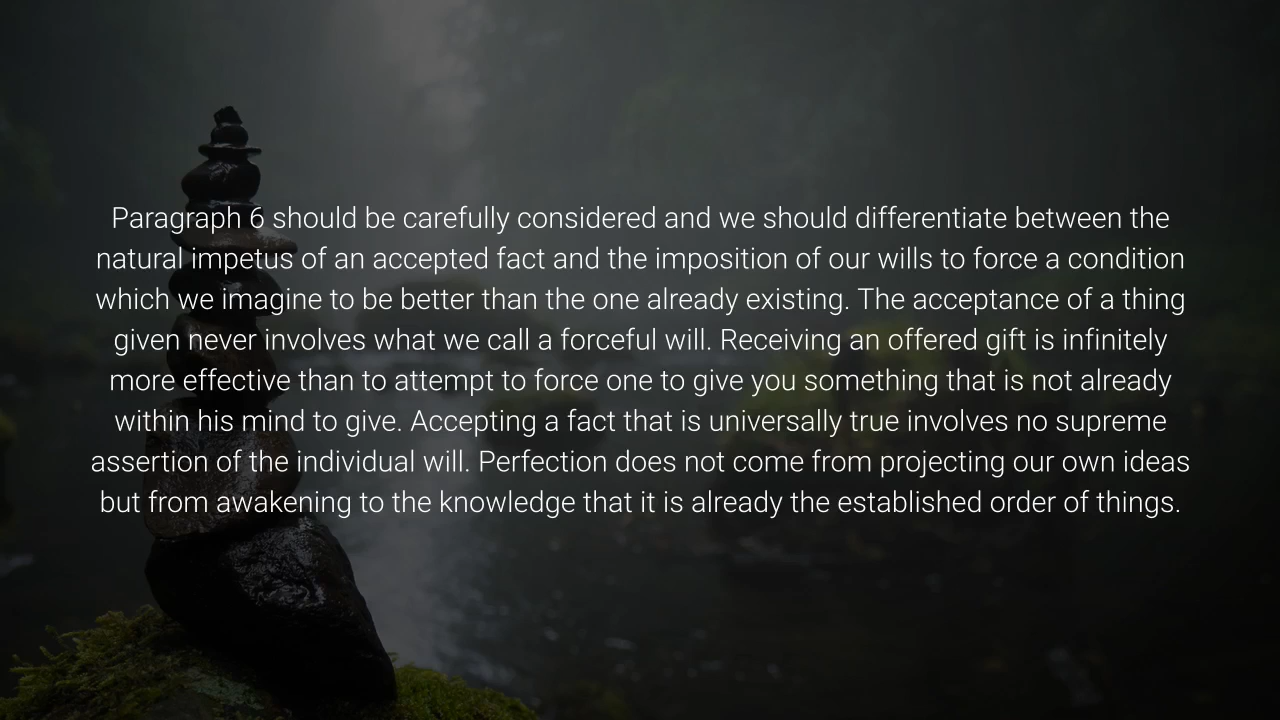 Paragraph 6 should be carefully considered and we should differentiate between the
natural impetus of an accepted fact and the imposition of our wills to force a condition
which we imagine to be better than the one already existing. The acceptance of a thing
given never involves what we call a forceful will. Receiving an offered gift is infinitely
more effective than to attempt to force one to give you something that is not already
within his mind to give. Accepting a fact that is universally true involves no supreme
assertion of the individual will. Perfection does not come from projecting our own ideas
but from awakening to the knowledge that it is already the established order of things.